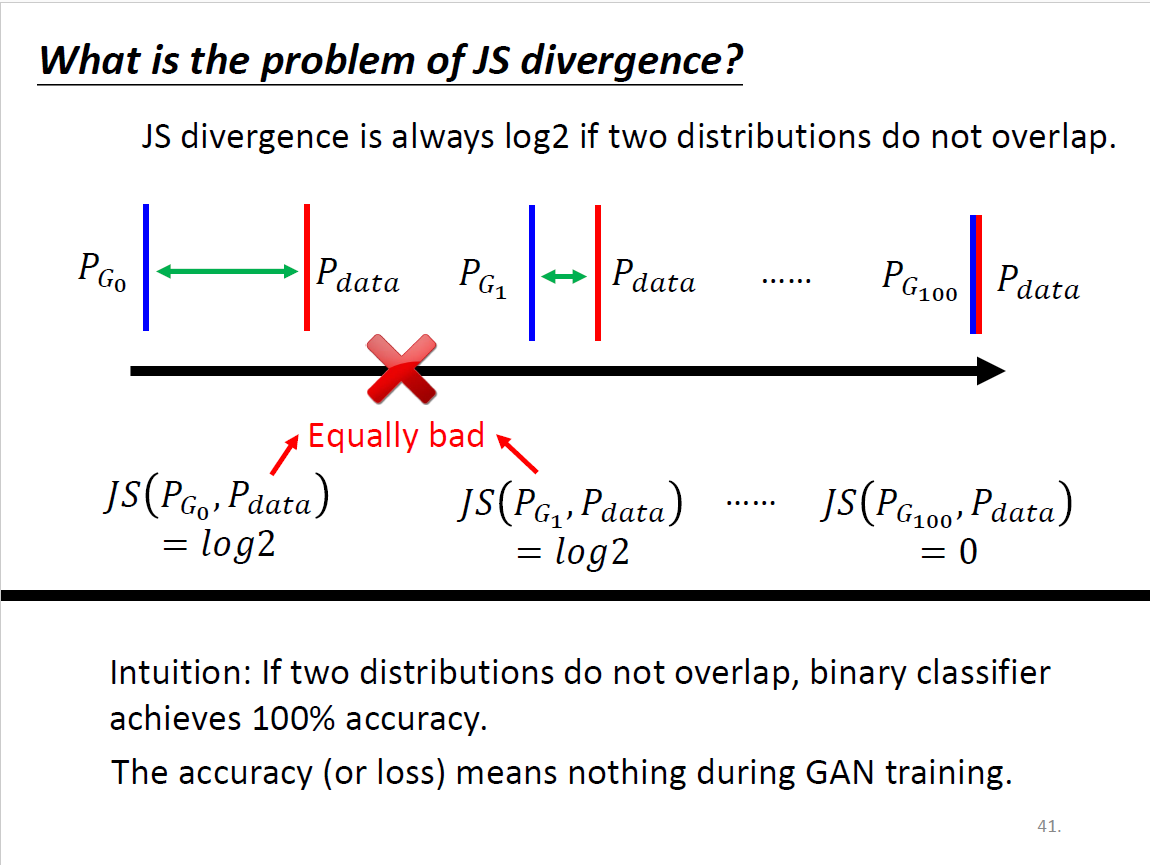 What is the problem of JS divergence?
JS divergence is always log2 if two distributions do not overlap.
P_{G_0} P_{data} P_{G_1} P_{data} …… P_{G_{100}} P_{data}
Equally bad
JS(P_{G_0}, P_{data}) JS(P_{G_1}, P_{data}) …… JS(P_{G_{100}}, P_{data})
= log2 = log2 = 0
Intuition: If two distributions do not overlap, binary classifier
achieves 100% accuracy.
The accuracy (or loss) means nothing during GAN training.
41.